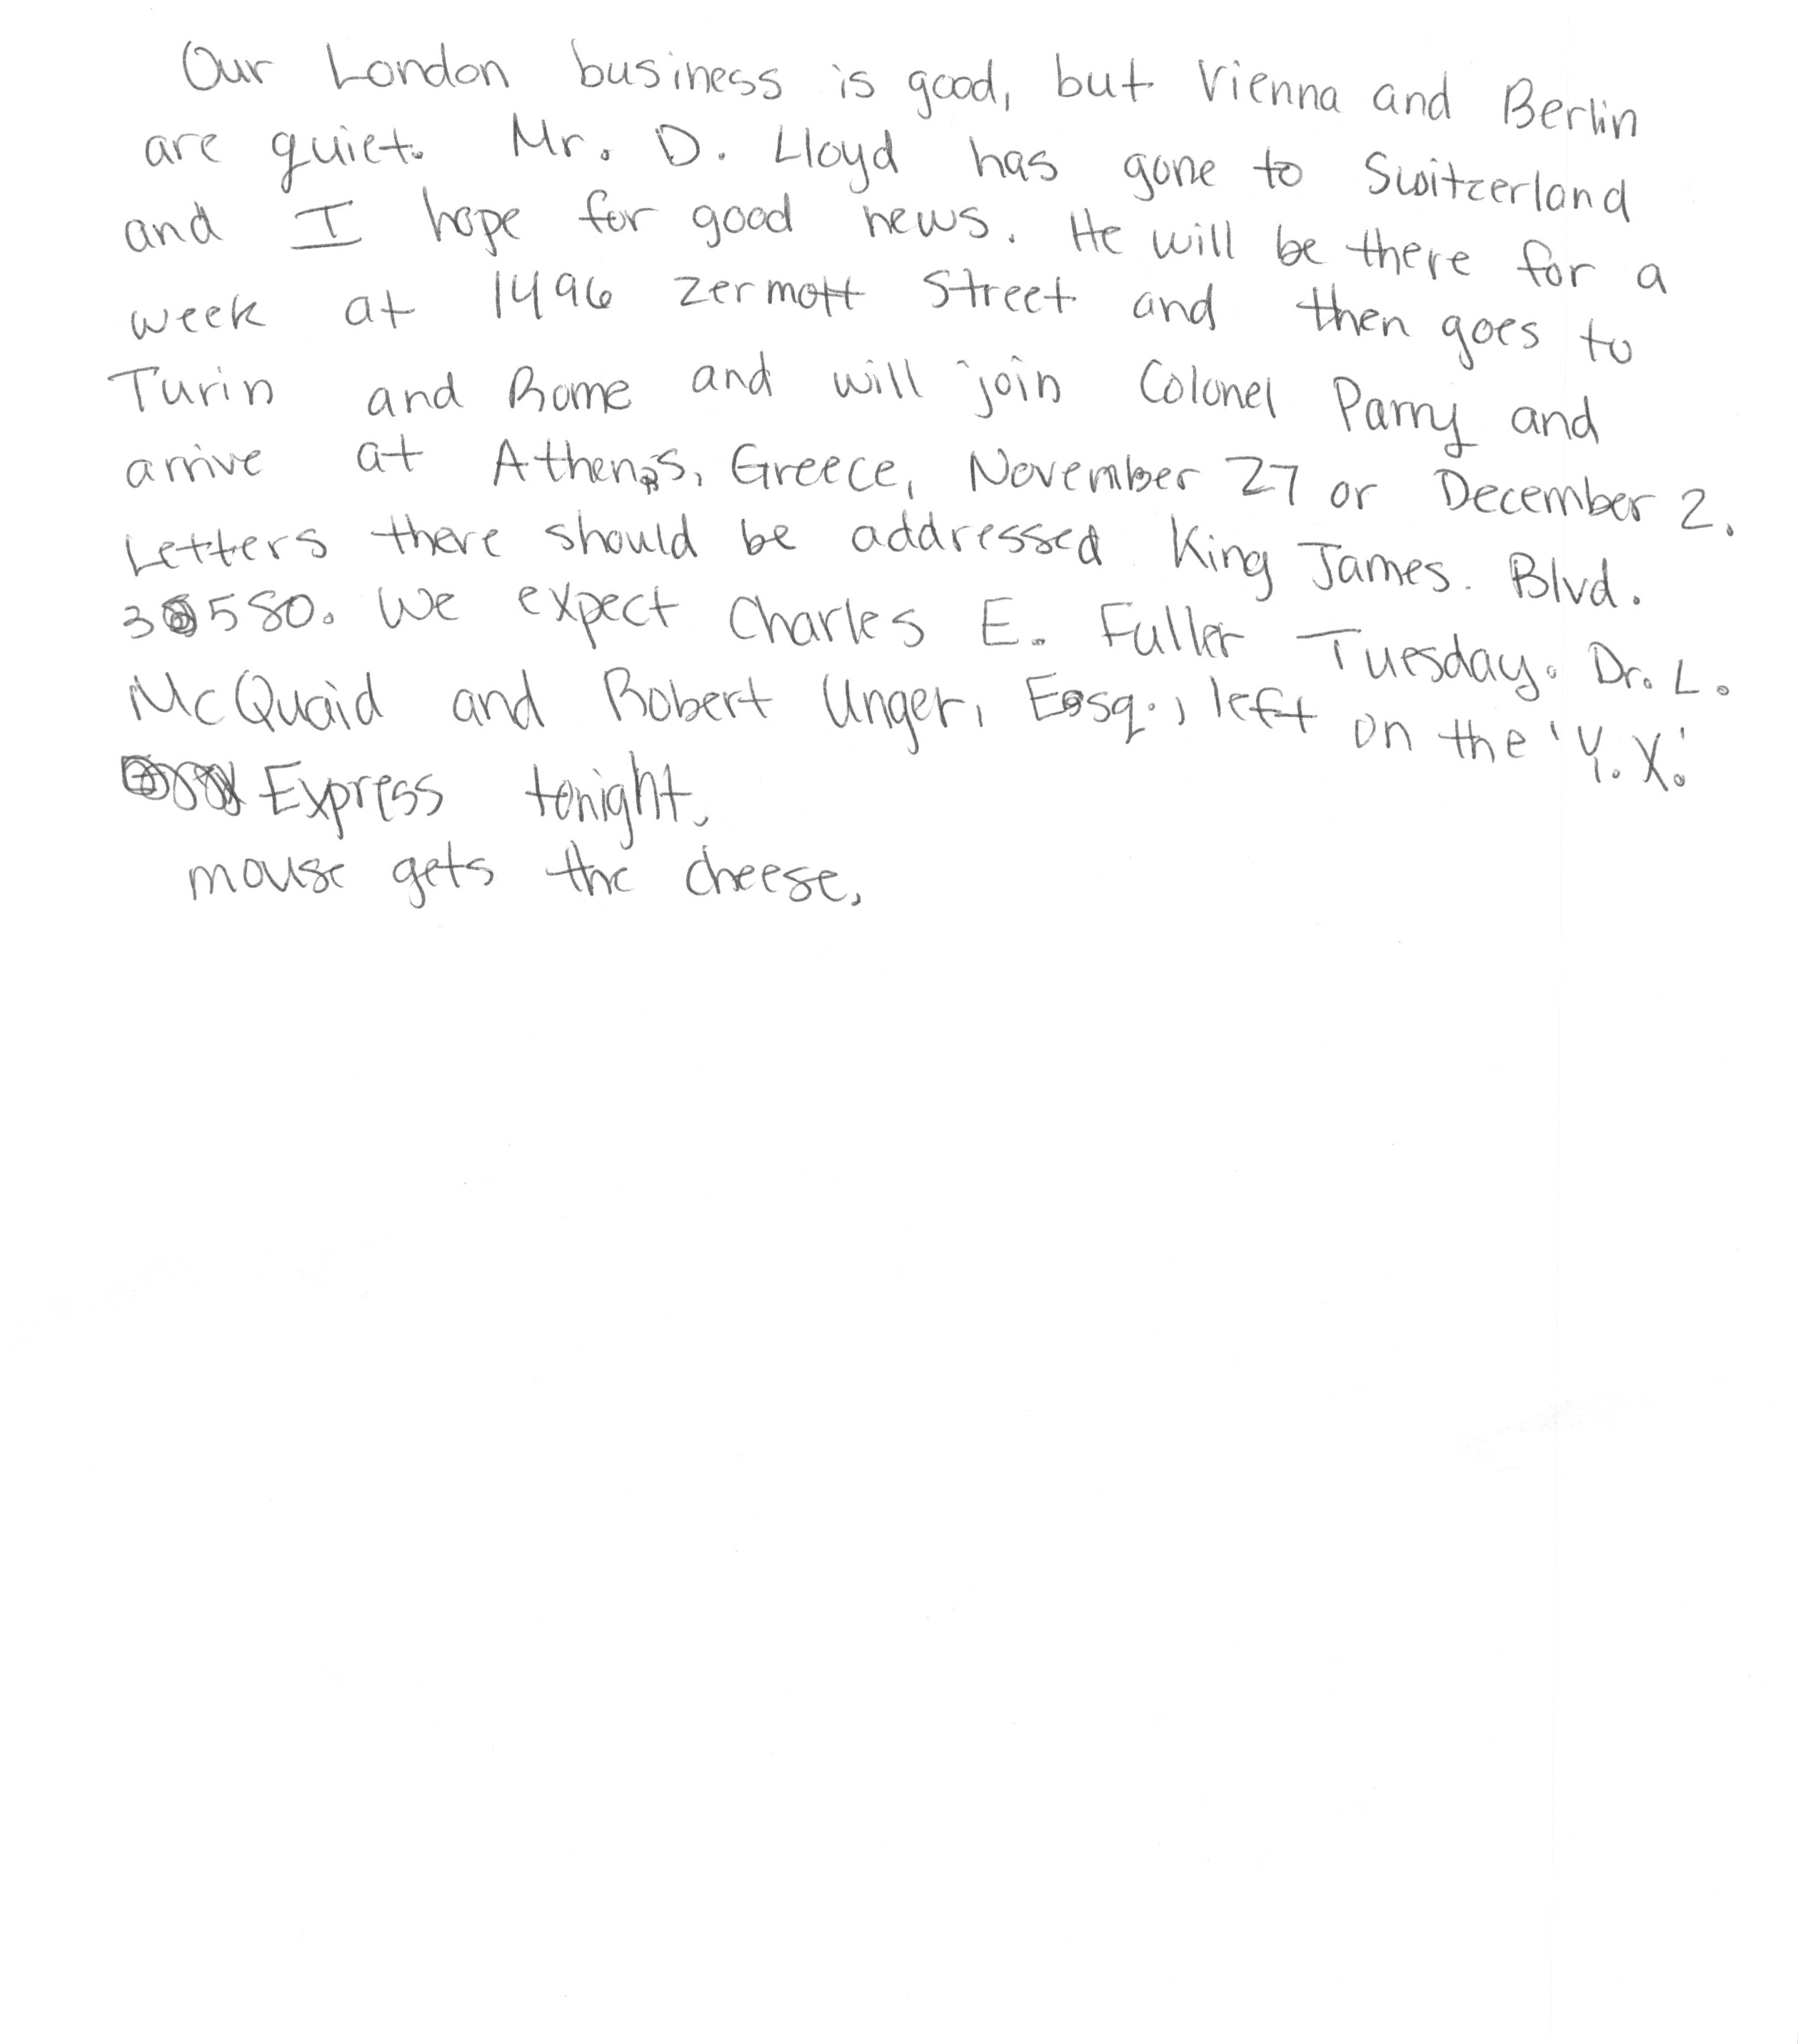 Our London business is good, but Vienna and Berlin
are quiet. Mr. D. Lloyd has gone to Switzerland
and I hope for good news. He will be there for a
week at 1496 Zermott Street and then goes to
Turin and Rome and will join Colonel Parry and
arrive at Athens, Greece, November 27 or December 2.
Letters there should be addressed King James. Blvd.
3580. We expect Charles E. Fuller Tuesday. Dr. L.
McQuaid and Robert Unger, Esq., left on the 'Y.X.'
Express tonight.
mouse gets the cheese.